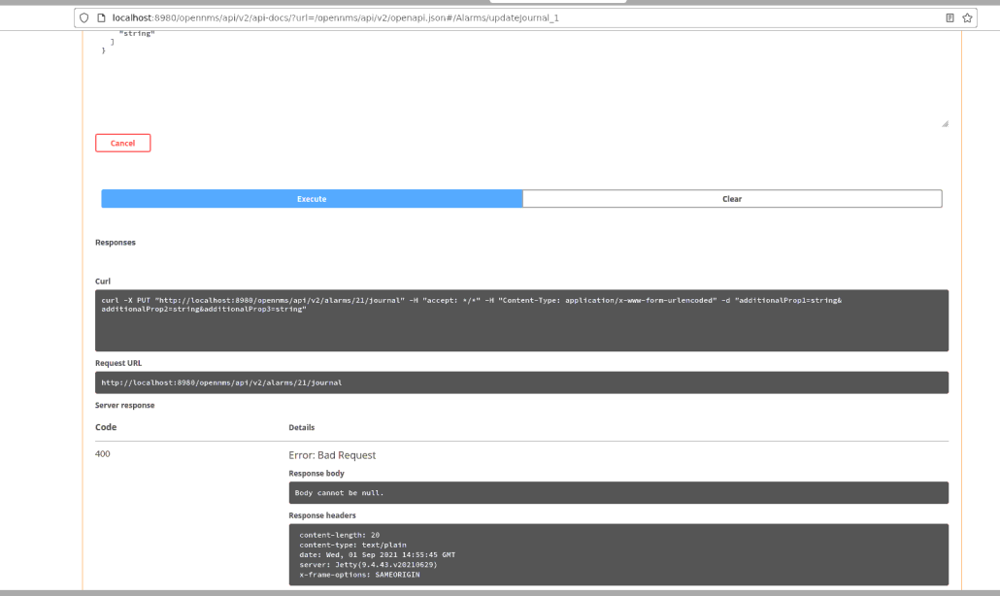 localhost:8980/opennms/api/v2/api-docs/?url=/opennms/api/v2/openapi.json#/Alarms/updateJournal_1
"string"
]
}
Cancel
Execute
Clear
Responses
Curl
curl -X PUT "http://localhost:8980/opennms/api/v2/alarms/21/journal" -H "accept: */*" -H "Content-Type: application/x-www-form-urlencoded" -d "additionalProp1=string&
additionalProp2=string&additionalProp3=string"
Request URL
http://localhost:8980/opennms/api/v2/alarms/21/journal
Server response
Code
Details
400
Error: Bad Request
Response body
Body cannot be null.
Response headers
content-length: 20
content-type: text/plain
date: Wed, 01 Sep 2021 14:55:45 GMT
server: Jetty(9.4.43.v20210629)
x-frame-options: SAMEORIGIN